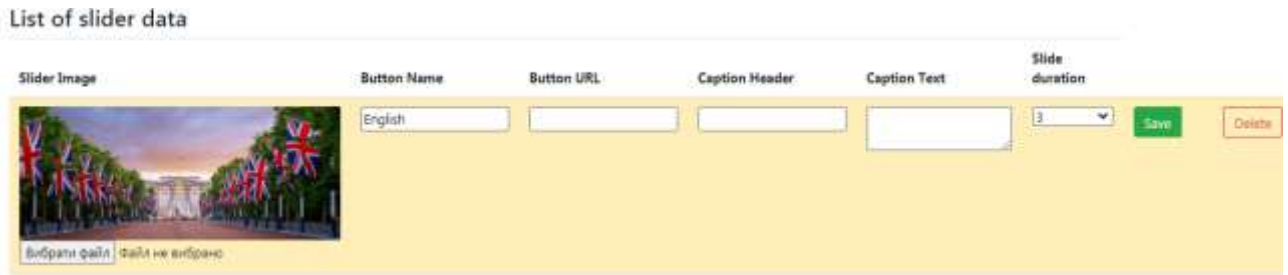 List of slider data
Slider Image Button Name Button URL Caption Header Caption Text Slide duration
English 3 Save Delete
Вибрати файл Файл не вибрано